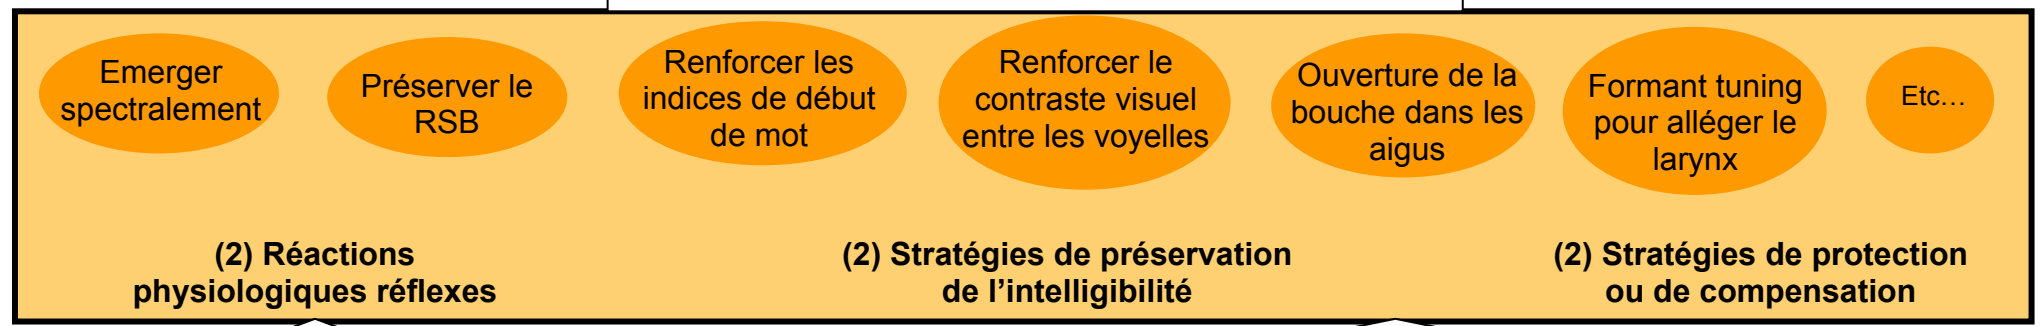 Emerger
spectralement
Préserver le
RSB
Renforcer les
indices de début
de mot
Renforcer le
contraste visuel
entre les voyelles
Ouverture de la
bouche dans les
aigus
Formant tuning
pour alléger le
larynx
Etc…
(2) Réactions
physiologiques réflexes
(2) Stratégies de préservation
de l’intelligibilité
(2) Stratégies de protection
ou de compensation